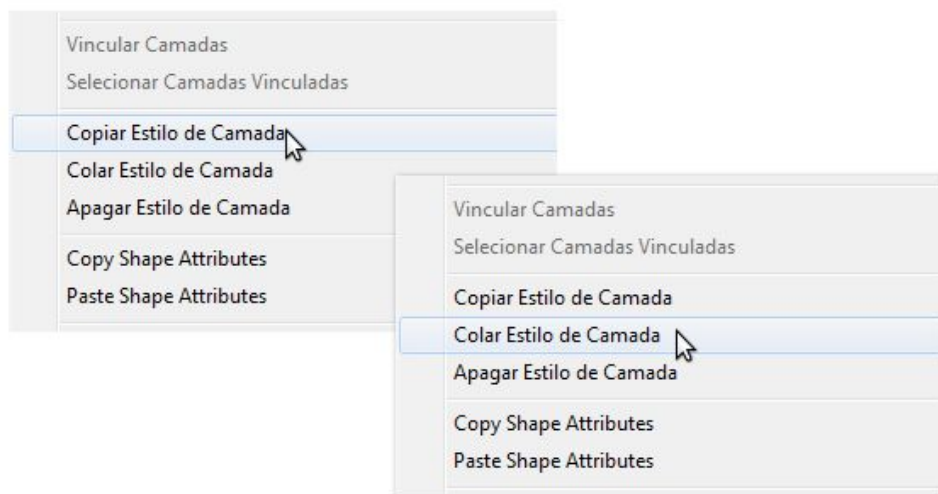 Vincular Camadas
Selecionar Camadas Vinculadas
Copiar Estilo de Camada
Colar Estilo de Camada
Apagar Estilo de Camada
Copy Shape Attributes
Paste Shape Attributes
Vincular Camadas
Selecionar Camadas Vinculadas
Copiar Estilo de Camada
Colar Estilo de Camada
Apagar Estilo de Camada
Copy Shape Attributes
Paste Shape Attributes